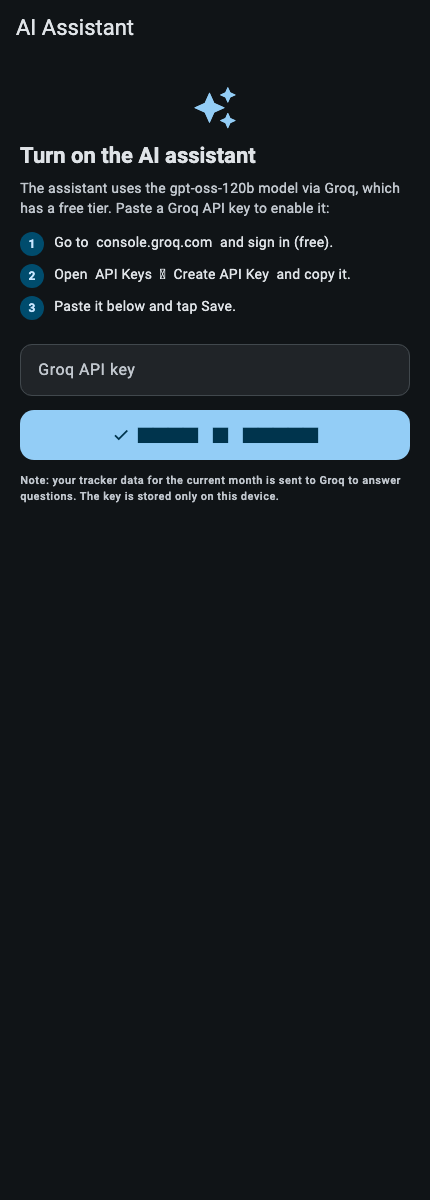 AI Assistant
Turn on the AI assistant
The assistant uses the gpt-oss-120b model via Groq, which
has a free tier. Paste a Groq API key to enable it:
1 Go to console.groq.com and sign in (free).
2 Open API Keys Create API Key and copy it.
3 Paste it below and tap Save.
Groq API key
Note: your tracker data for the current month is sent to Groq to answer
questions. The key is stored only on this device.